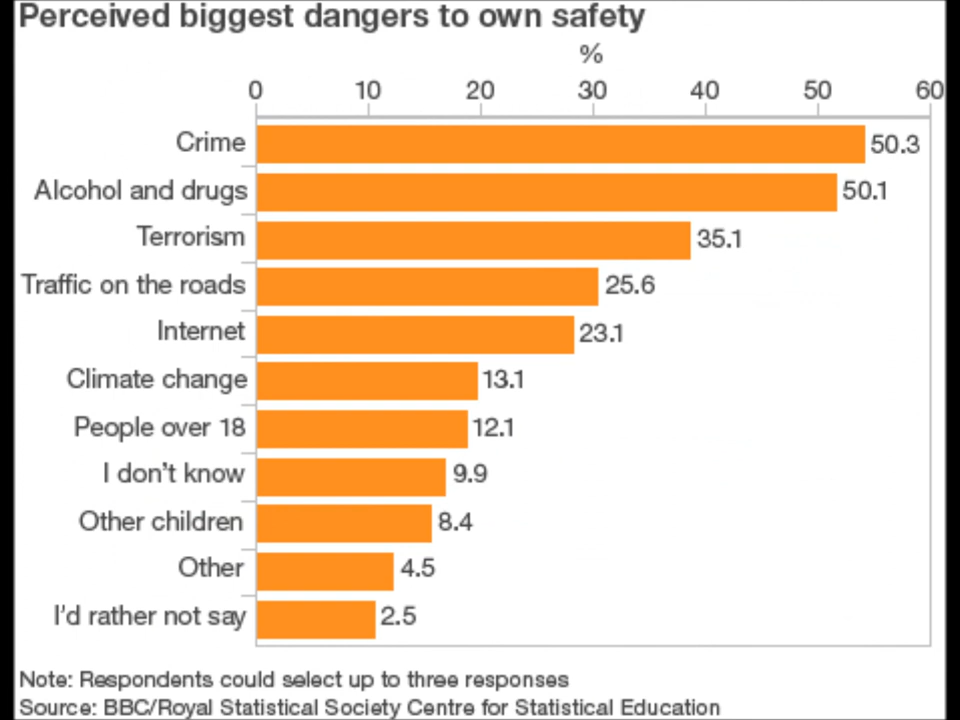 Perceived biggest dangers to own safety
%
0 10 20 30 40 50 60
Crime 50.3
Alcohol and drugs 50.1
Terrorism 35.1
Traffic on the roads 25.6
Internet 23.1
Climate change 13.1
People over 18 12.1
I don't know 9.9
Other children 8.4
Other 4.5
I'd rather not say 2.5
Note: Respondents could select up to three responses
Source: BBC/Royal Statistical Society Centre for Statistical Education